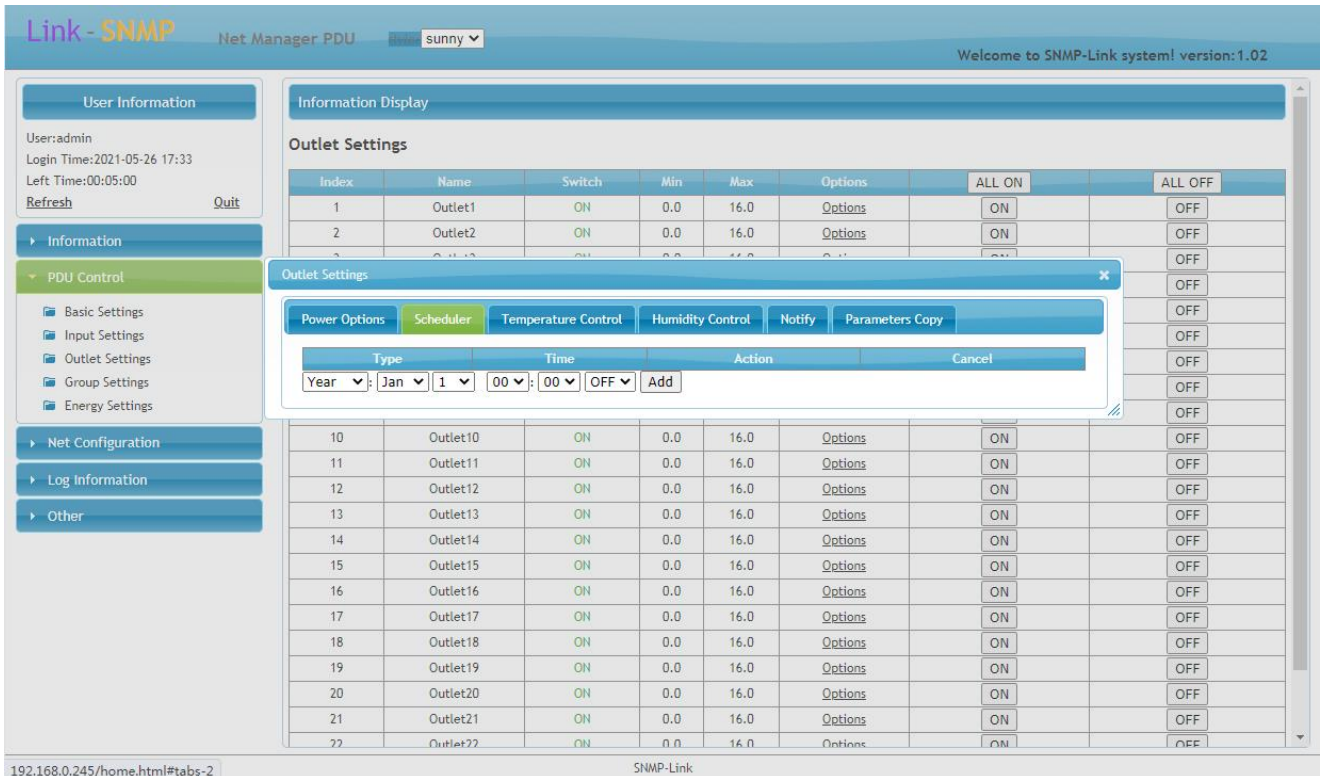 Link - SNMP
Net Manager PDU sunny
Welcome to SNMP-Link system! version:1.02
User Information
User:admin
Login Time:2021-05-26 17:33
Left Time:00:05:00
Refresh Quit
Information
PDU Control
Basic Settings
Input Settings
Outlet Settings
Group Settings
Energy Settings
Net Configuration
Log Information
Other
Information Display
Outlet Settings
Index Name Switch Min Max Options ALL ON ALL OFF
1 Outlet1 ON 0.0 16.0 Options ON OFF
2 Outlet2 ON 0.0 16.0 Options ON OFF
OFF
OFF
OFF
OFF
OFF
OFF
OFF
Outlet Settings
Power Options Scheduler Temperature Control Humidity Control Notify Parameters Copy
Type Time Action Cancel
Year : Jan 1 00 : 00 OFF Add
10 Outlet10 ON 0.0 16.0 Options ON OFF
11 Outlet11 ON 0.0 16.0 Options ON OFF
12 Outlet12 ON 0.0 16.0 Options ON OFF
13 Outlet13 ON 0.0 16.0 Options ON OFF
14 Outlet14 ON 0.0 16.0 Options ON OFF
15 Outlet15 ON 0.0 16.0 Options ON OFF
16 Outlet16 ON 0.0 16.0 Options ON OFF
17 Outlet17 ON 0.0 16.0 Options ON OFF
18 Outlet18 ON 0.0 16.0 Options ON OFF
19 Outlet19 ON 0.0 16.0 Options ON OFF
20 Outlet20 ON 0.0 16.0 Options ON OFF
21 Outlet21 ON 0.0 16.0 Options ON OFF
22 Outlet22 ON 0.0 16.0 Options ON OFF
192.168.0.245/home.html#tabs-2
SNMP-Link